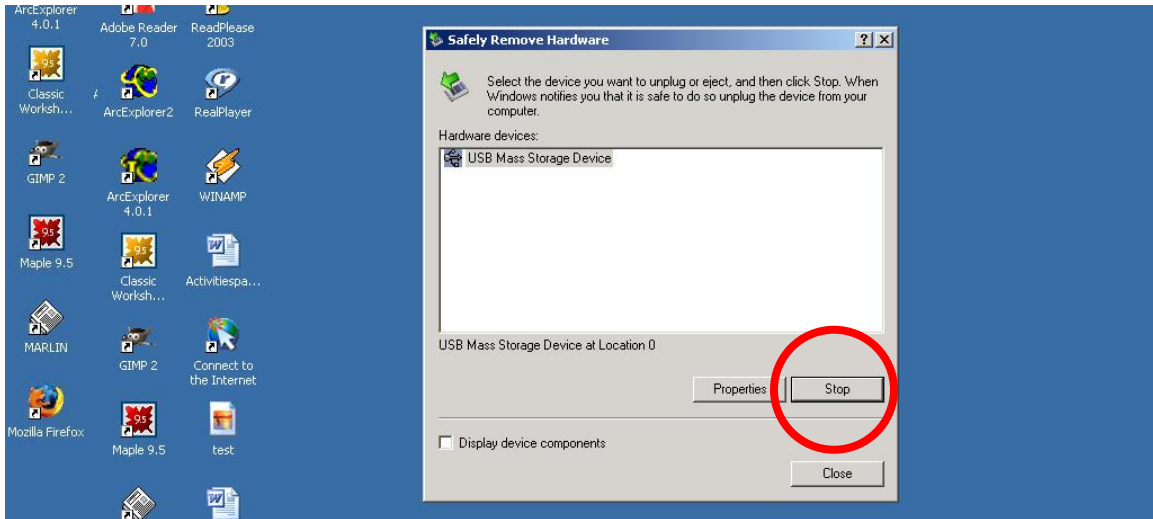 ArcExplorer
4.0.1
Classic
Worksh...
GIMP 2
Maple 9.5
MARLIN
Mozilla Firefox
Adobe Reader
7.0
ArcExplorer2
ArcExplorer
4.0.1
Classic
Worksh...
GIMP 2
Maple 9.5
ReadPlease
2003
RealPlayer
WINAMP
Activitiespa...
Connect to
the Internet
test
Safely Remove Hardware
Select the device you want to unplug or eject, and then click Stop. When
Windows notifies you that it is safe to do so unplug the device from your
computer.
Hardware devices:
USB Mass Storage Device
USB Mass Storage Device at Location 0
Properties
Stop
Display device components
Close